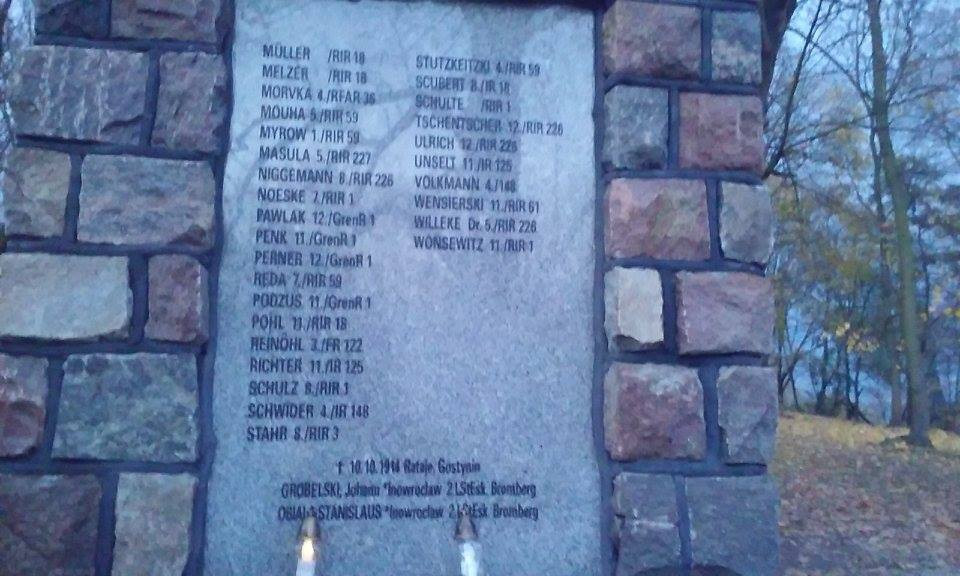 MÜLLER /RIR 18
MELZER /RIR 18
MORVKA 4./RFAR 36
MOUHA 5./RIR 59
MYROW 1./RIR 59
MASULA 5./RIR 227
NIGGEMANN 8./RIR 226
NOESKE 7./RIR 1
PAWLAK 12./GrenR 1
PENK 11./GrenR 1
PERNER 12./GrenR 1
REDA 7./RIR 59
PODZUS 11./GrenR 1
POHL 11./RIR 18
REINÖHL 3./FR 122
RICHTER 11./IR 125
SCHULZ 8./RIR 1
SCHWIDER 4./IR 148
STAHR 8./RIR 3
STUTZKEITZKI 4./RIR 59
SCUBERT 8./IR 18
SCHULTE /RIR 1
TSCHENTSCHER 12./RIR 226
ULRICH 12./RIR 226
UNSELT 11./IR 125
VOLKMANN 4./148
WENSIERSKI 11./RIR 61
WILLEKE Dr. 5./RIR 226
WONSEWITZ 11./RIR 1
† 10.10.1914 Rataje, Gostynin
GROBELSKI, Johann *Inowroclaw 2 LStEsk. Bromberg
STANISLAUS *Inowroclaw 2 LStEsk Bromberg